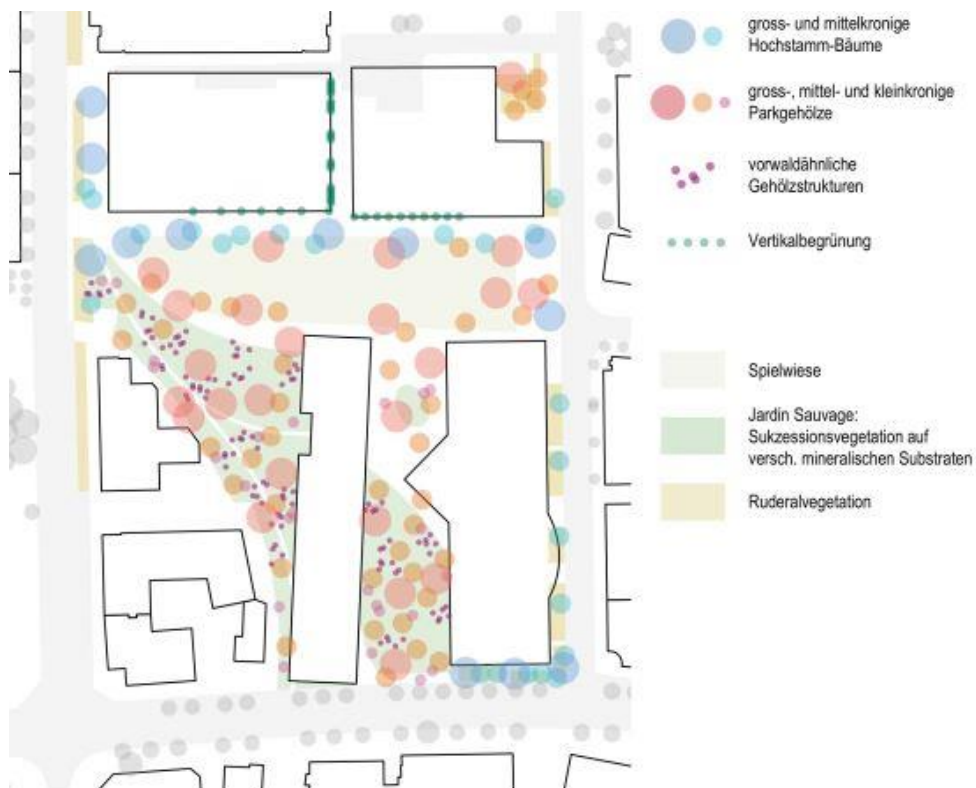 gross- und mittelkronige
Hochstamm-Bäume
gross-, mittel- und kleinkronige
Parkgehölze
vorwaldähnliche
Gehölzstrukturen
Vertikalbegrünung
Spielwiese
Jardin Sauvage:
Sukzessionsvegetation auf
versch. mineralischen Substraten
Ruderalvegetation